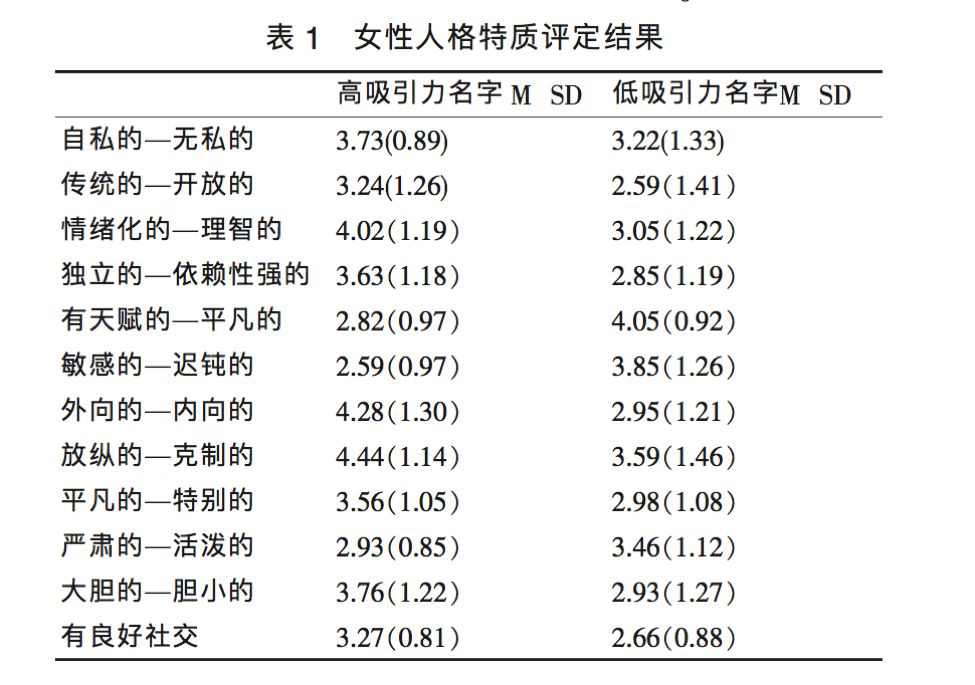 表 1 女性人格特质评定结果
高吸引力名字 M SD 低吸引力名字M SD
自私的—无私的 3.73(0.89) 3.22(1.33)
传统的—开放的 3.24(1.26) 2.59(1.41)
情绪化的—理智的 4.02(1.19) 3.05(1.22)
独立的—依赖性强的 3.63(1.18) 2.85(1.19)
有天赋的—平凡的 2.82(0.97) 4.05(0.92)
敏感的—迟钝的 2.59(0.97) 3.85(1.26)
外向的—内向的 4.28(1.30) 2.95(1.21)
放纵的—克制的 4.44(1.14) 3.59(1.46)
平凡的—特别的 3.56(1.05) 2.98(1.08)
严肃的—活泼的 2.93(0.85) 3.46(1.12)
大胆的—胆小的 3.76(1.22) 2.93(1.27)
有良好社交 3.27(0.81) 2.66(0.88)